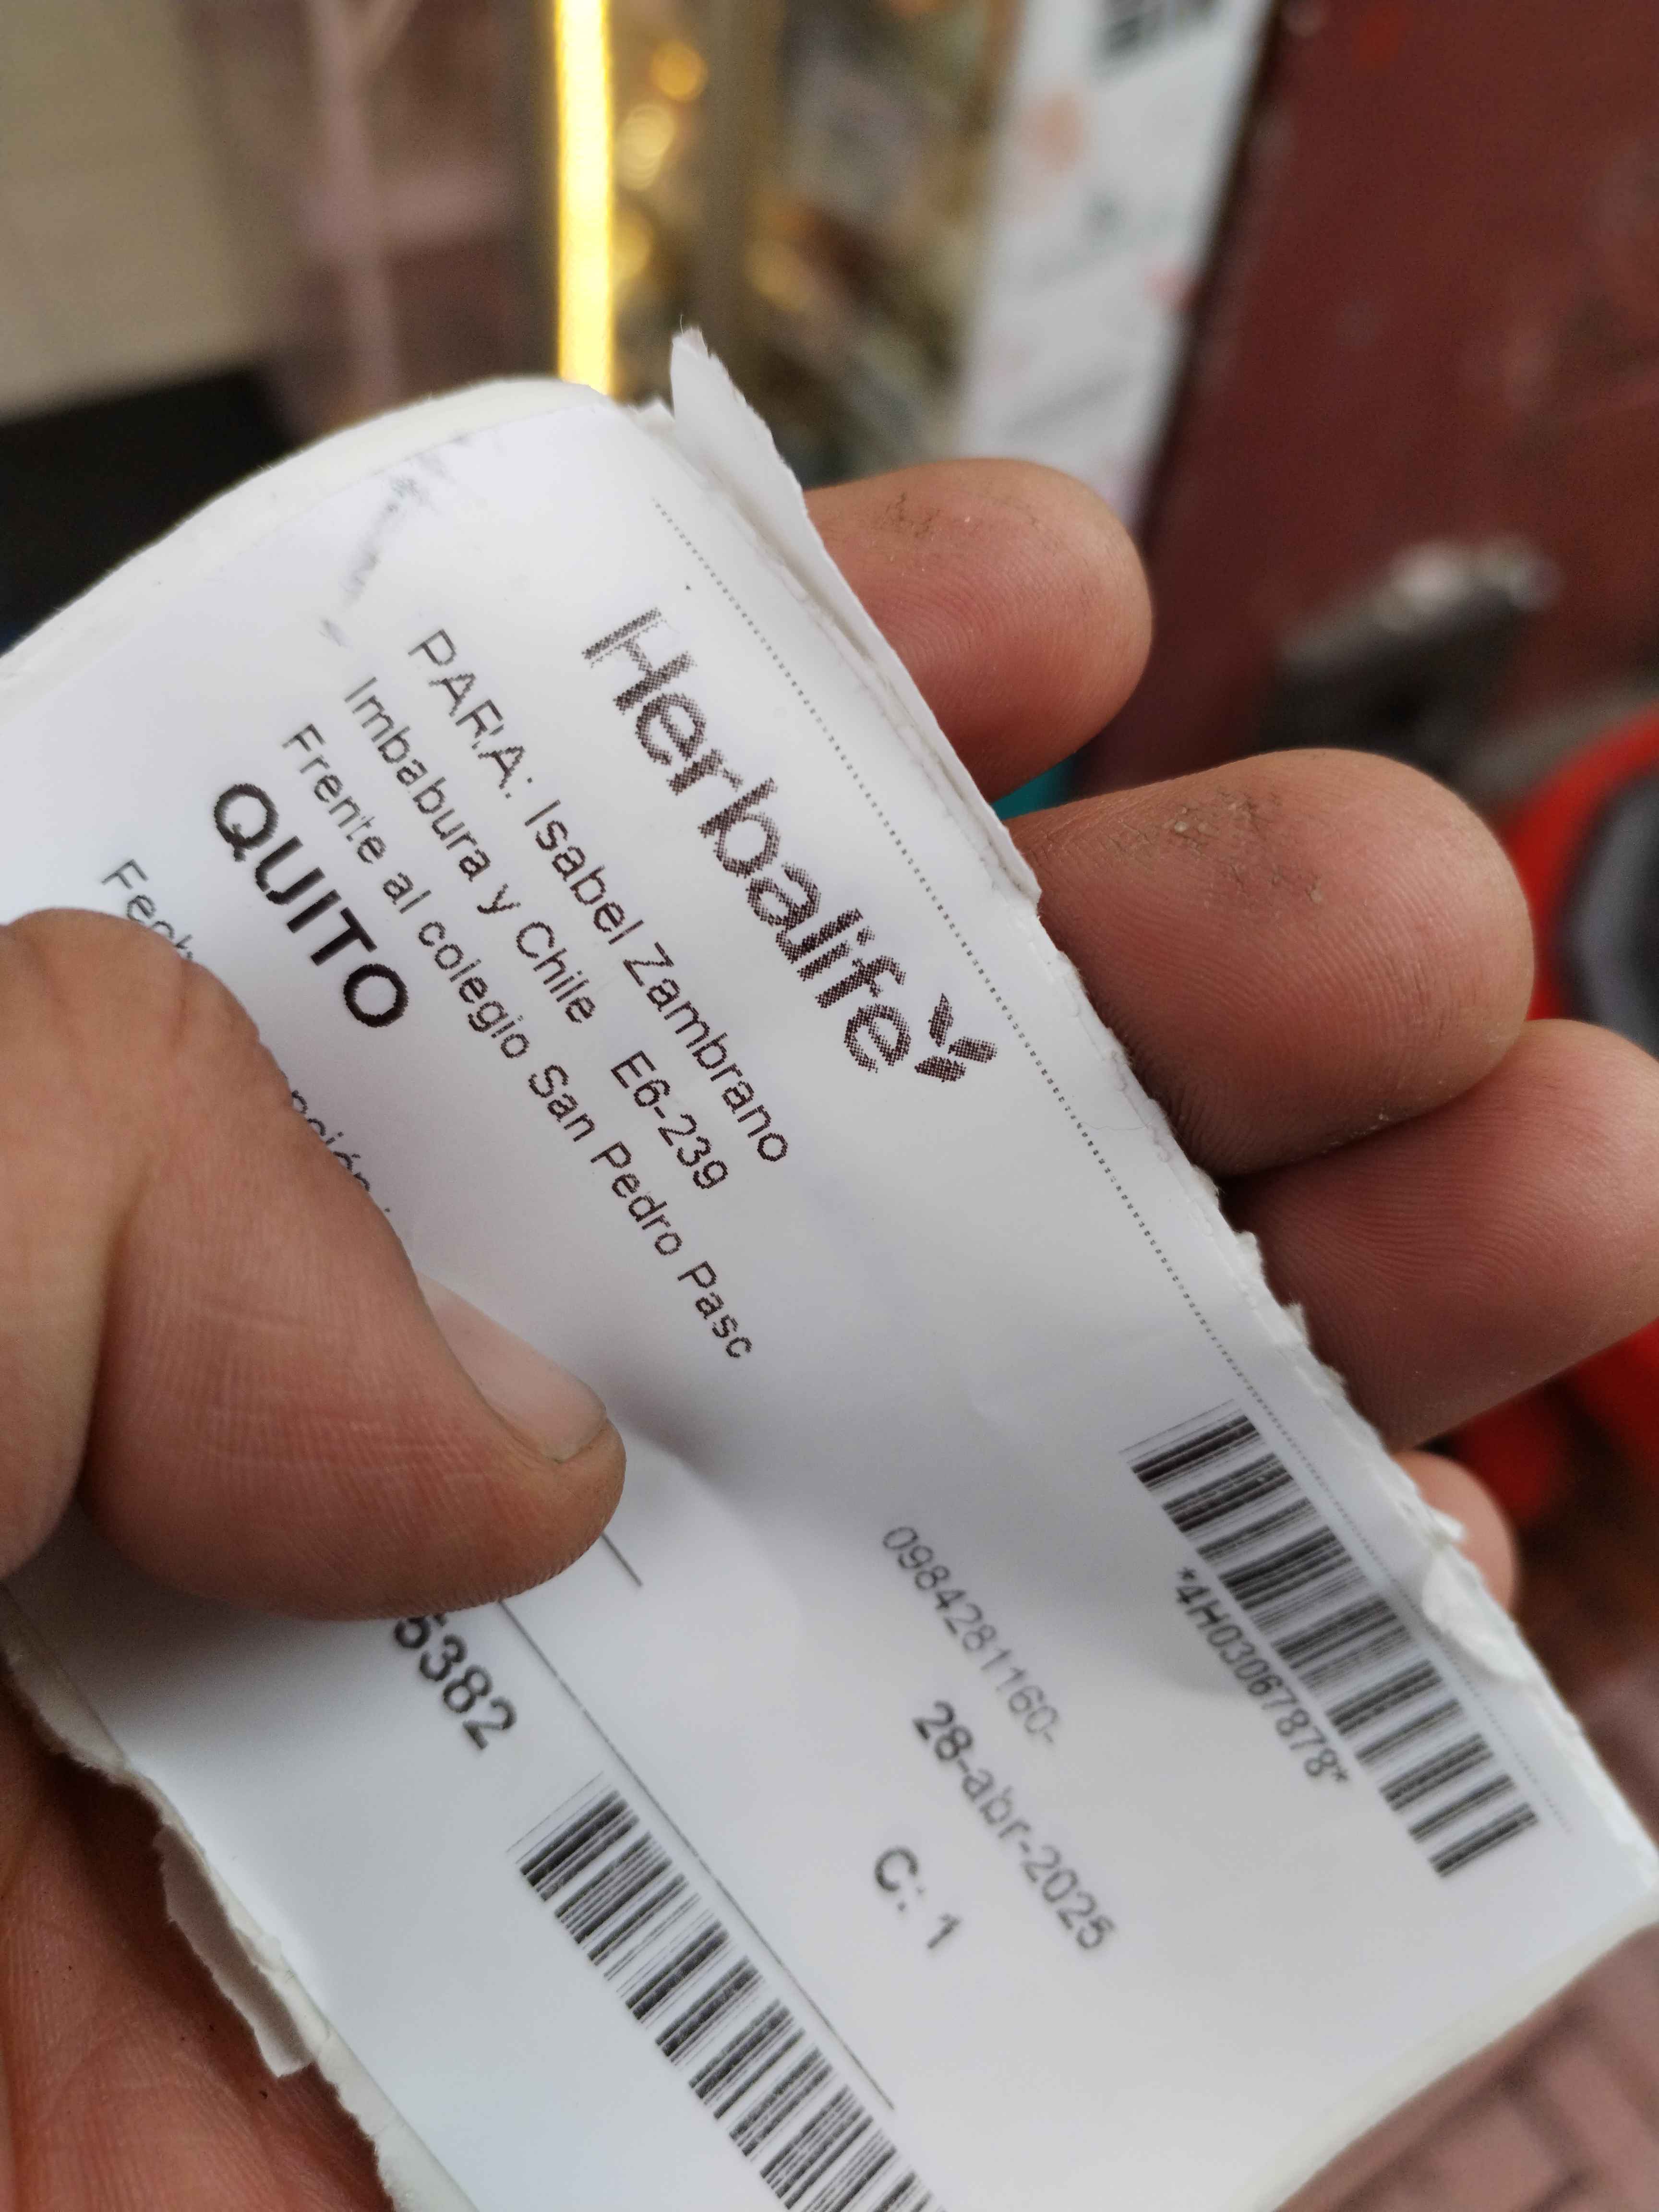 Herbalife
*4H03067878*
PARA: Isabel Zambrano
0984281160-
Imbabura y Chile E6-239
28-abr-2025
Frente al colegio San Pedro Pasc
QUITO
C: 1
5382